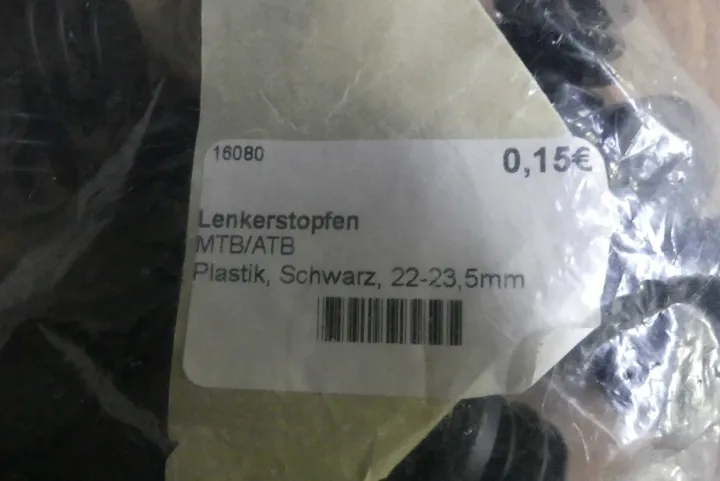 16080
0,15€
Lenkerstopfen
MTB/ATB
Plastik, Schwarz, 22-23,5mm